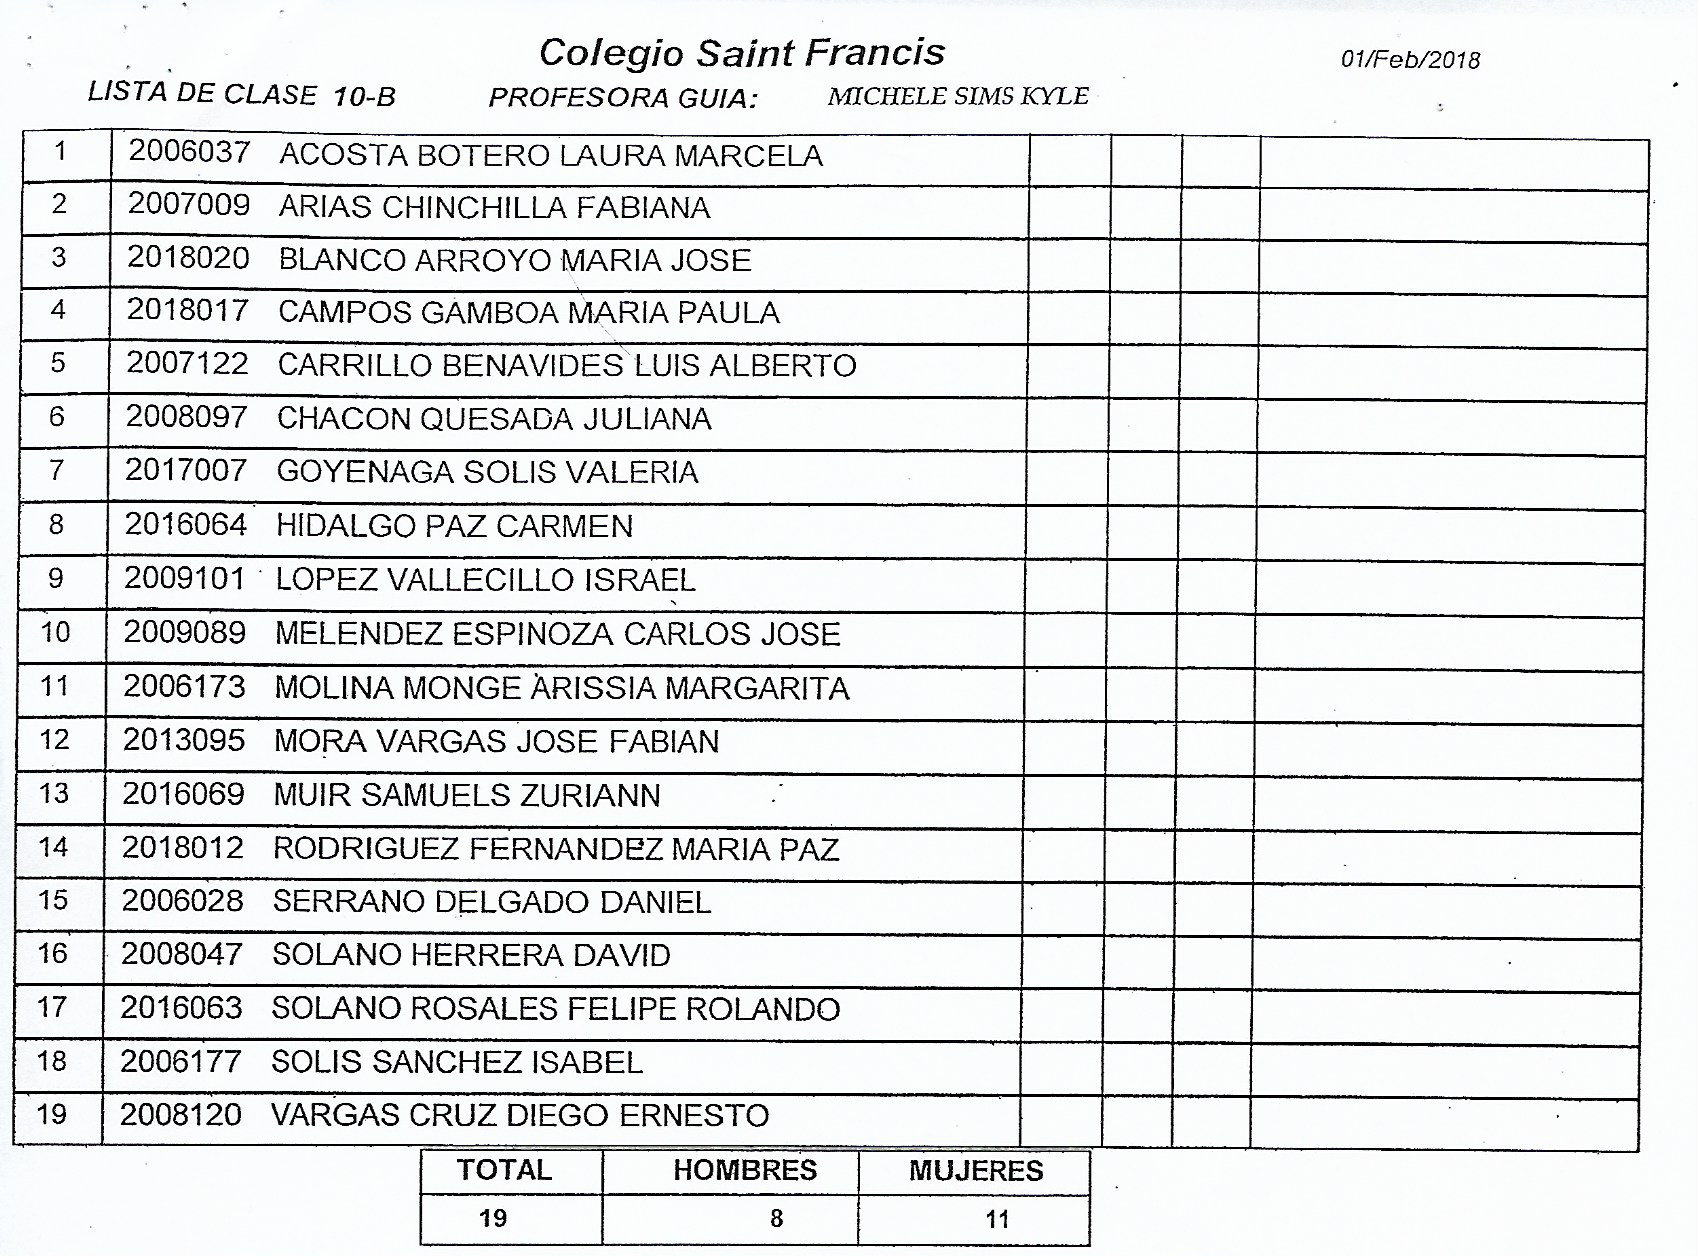 Colegio Saint Francis
01/Feb/2018
LISTA DE CLASE 10-B PROFESORA GUIA: MICHELE SIMS KYLE
1 2006037 ACOSTA BOTERO LAURA MARCELA
2 2007009 ARIAS CHINCHILLA FABIANA
3 2018020 BLANCO ARROYO MARIA JOSE
4 2018017 CAMPOS GAMBOA MARIA PAULA
5 2007122 CARRILLO BENAVIDES LUIS ALBERTO
6 2008097 CHACON QUESADA JULIANA
7 2017007 GOYENAGA SOLIS VALERIA
8 2016064 HIDALGO PAZ CARMEN
9 2009101 LOPEZ VALLECILLO ISRAEL
10 2009089 MELENDEZ ESPINOZA CARLOS JOSE
11 2006173 MOLINA MONGE ARISSIA MARGARITA
12 2013095 MORA VARGAS JOSE FABIAN
13 2016069 MUIR SAMUELS ZURIANN
14 2018012 RODRIGUEZ FERNANDEZ MARIA PAZ
15 2006028 SERRANO DELGADO DANIEL
16 2008047 SOLANO HERRERA DAVID
17 2016063 SOLANO ROSALES FELIPE ROLANDO
18 2006177 SOLIS SANCHEZ ISABEL
19 2008120 VARGAS CRUZ DIEGO ERNESTO
TOTAL HOMBRES MUJERES
19 8 11